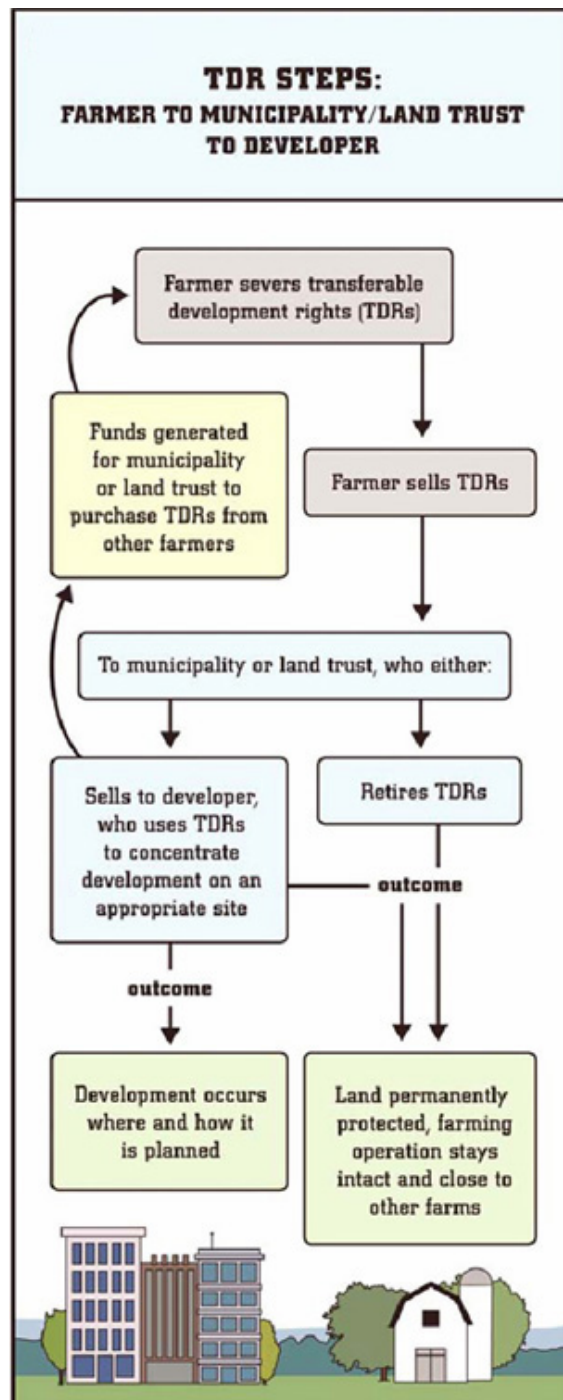 TDR STEPS:
FARMER TO MUNICIPALITY/LAND TRUST
TO DEVELOPER
Farmer severs transferable
development rights (TDRs)
Funds generated
for municipality
or land trust to
purchase TDRs from
other farmers
Farmer sells TDRs
To municipality or land trust, who either:
Sells to developer,
who uses TDRs
to concentrate
development on an
appropriate site
Retires TDRs
outcome
outcome
Development occurs
where and how it
is planned
Land permanently
protected, farming
operation stays
intact and close to
other farms